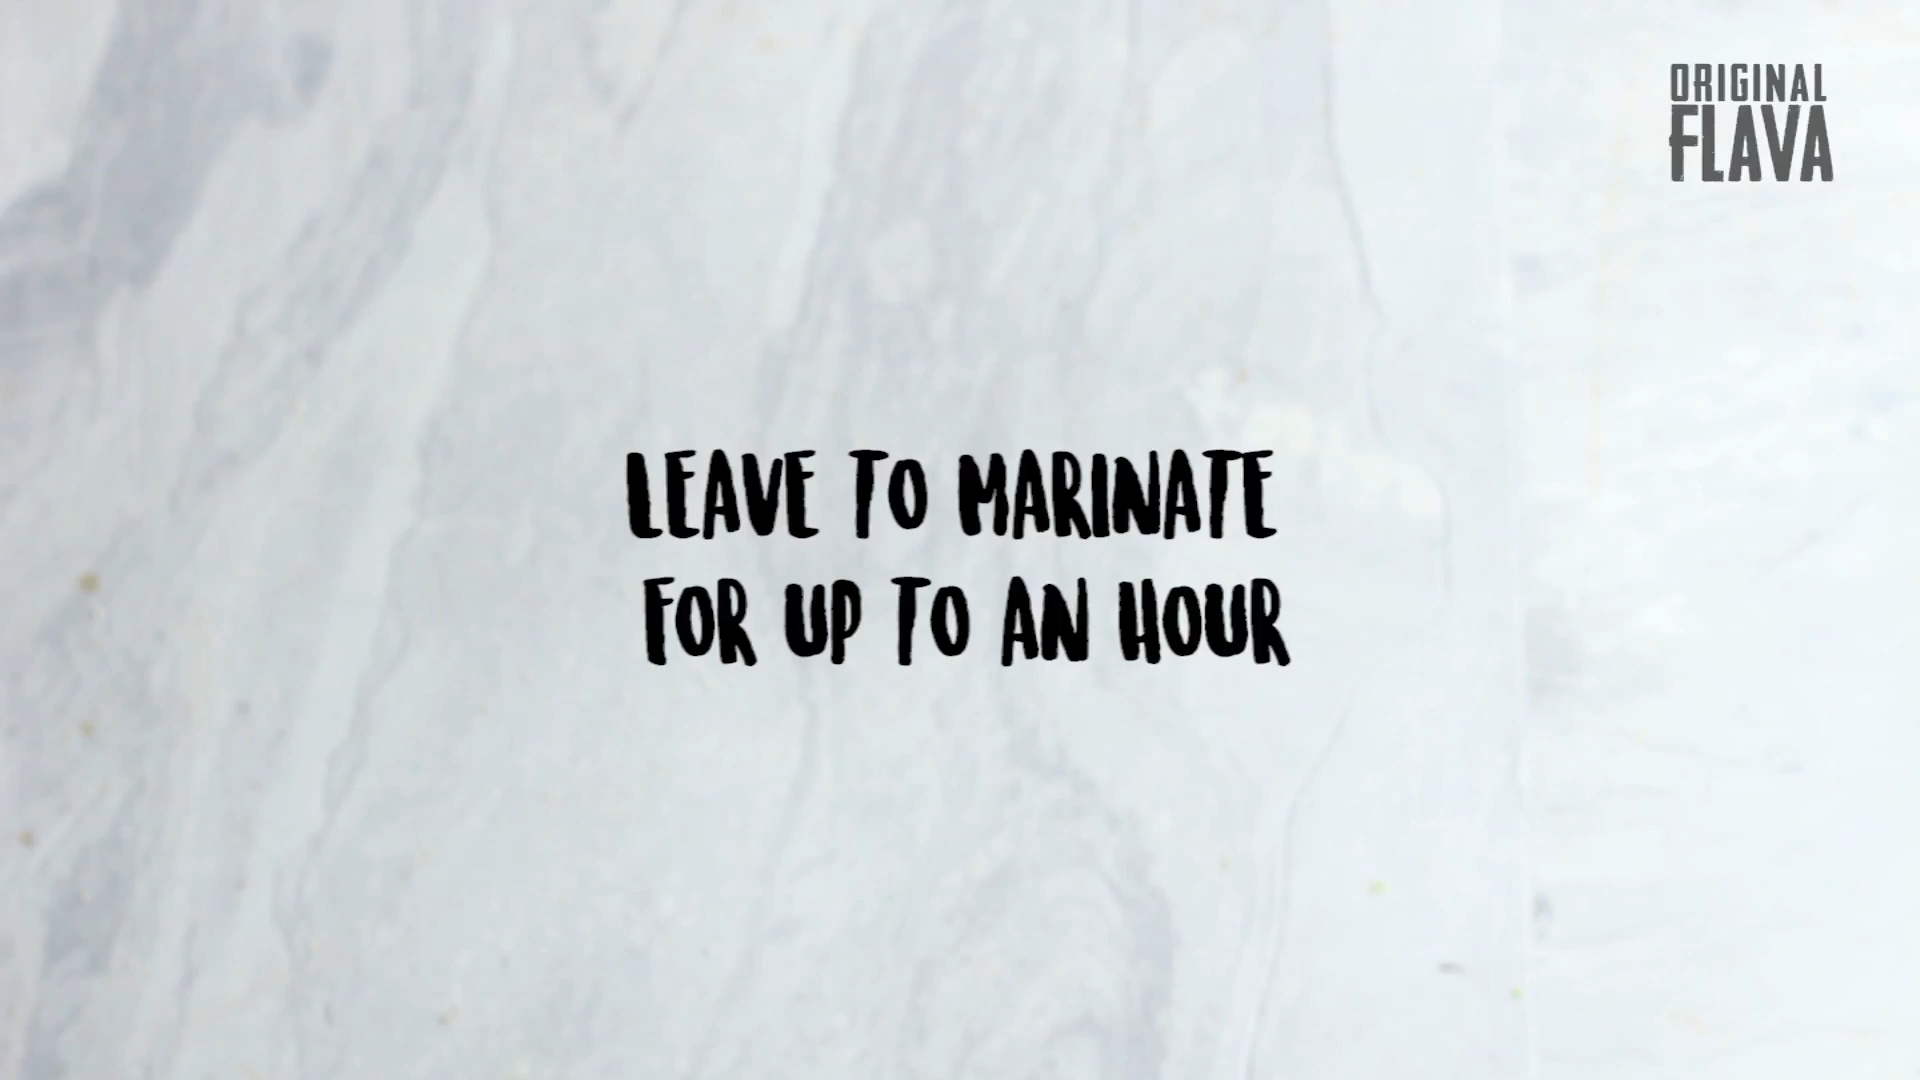 ORIGINAL
FLAVA
LEAVE TO MARINATE
FOR UP TO AN HOUR